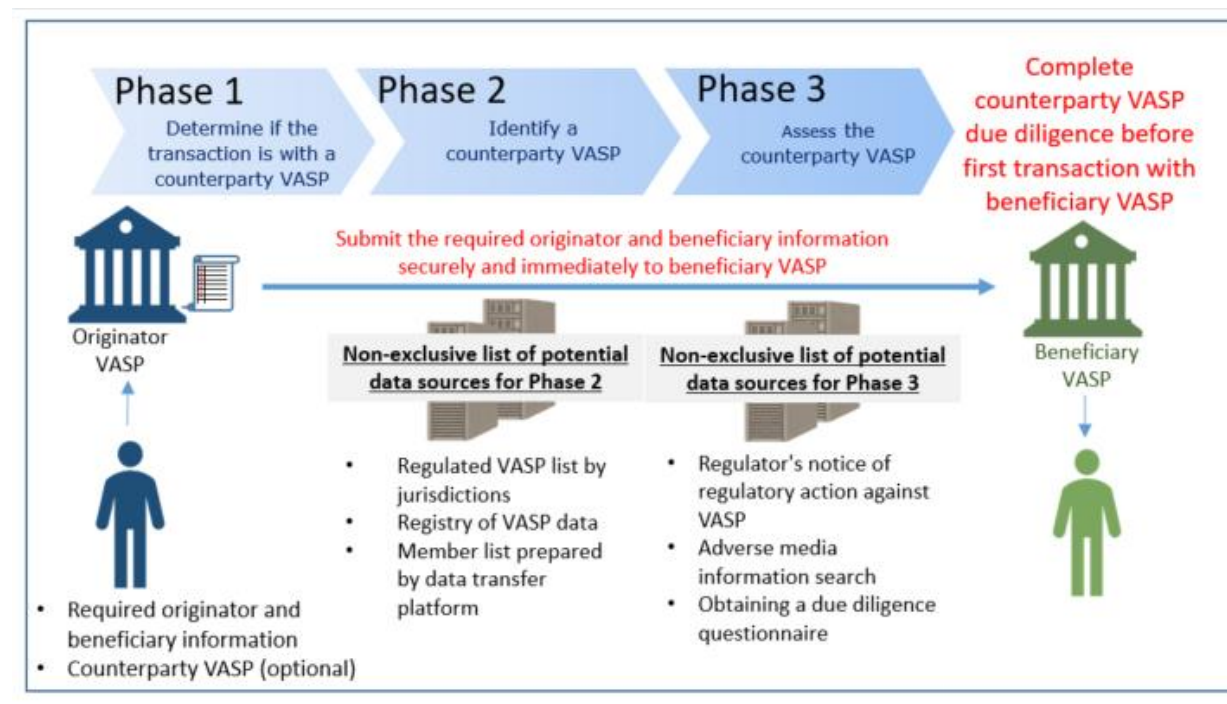 Phase 1
Determine if the
transaction is with a
counterparty VASP
Phase 2
Identify a
counterparty VASP
Phase 3
Assess the
counterparty VASP
Complete
counterparty VASP
due diligence before
first transaction with
beneficiary VASP
Submit the required originator and beneficiary information
securely and immediately to beneficiary VASP
Originator
VASP
Beneficiary
VASP
Non-exclusive list of potential
data sources for Phase 2
Non-exclusive list of potential
data sources for Phase 3
• Regulated VASP list by
jurisdictions
• Registry of VASP data
• Member list prepared
by data transfer
platform
• Regulator's notice of
regulatory action against
VASP
• Adverse media
information search
• Obtaining a due diligence
questionnaire
• Required originator and
beneficiary information
• Counterparty VASP (optional)